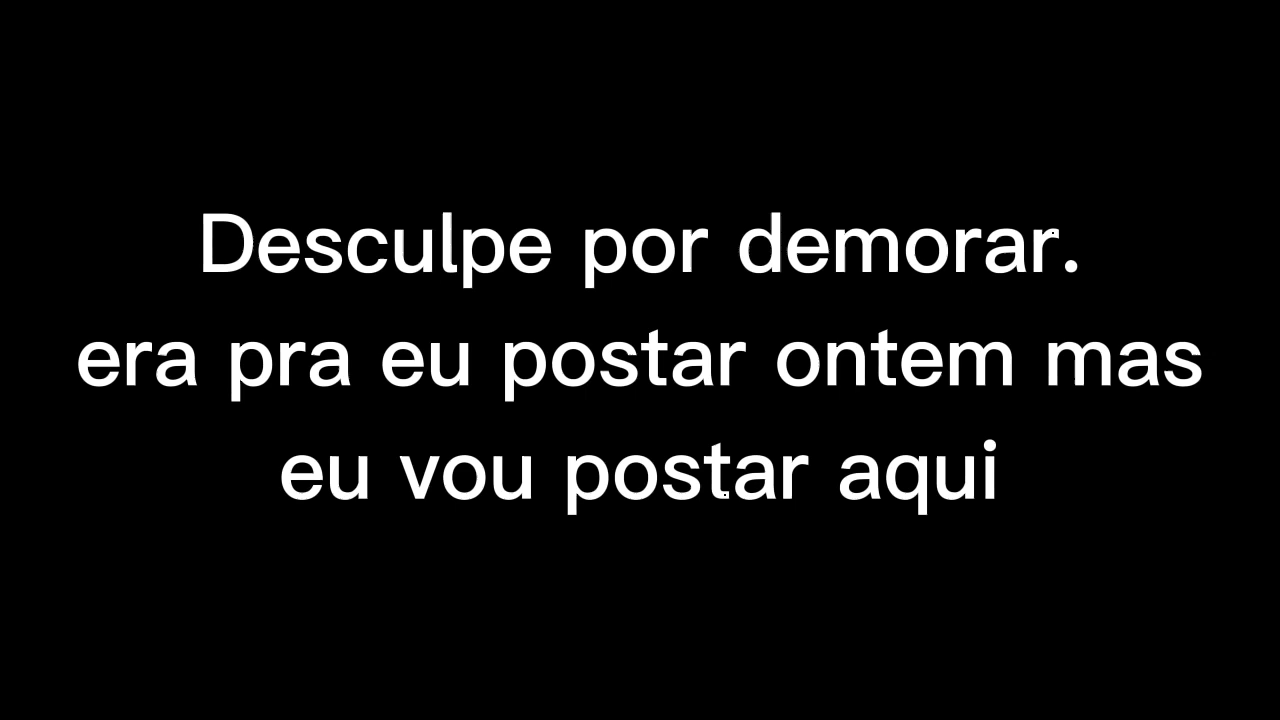 Desculpe por demorar.
era pra eu postar ontem mas
eu vou postar aqui